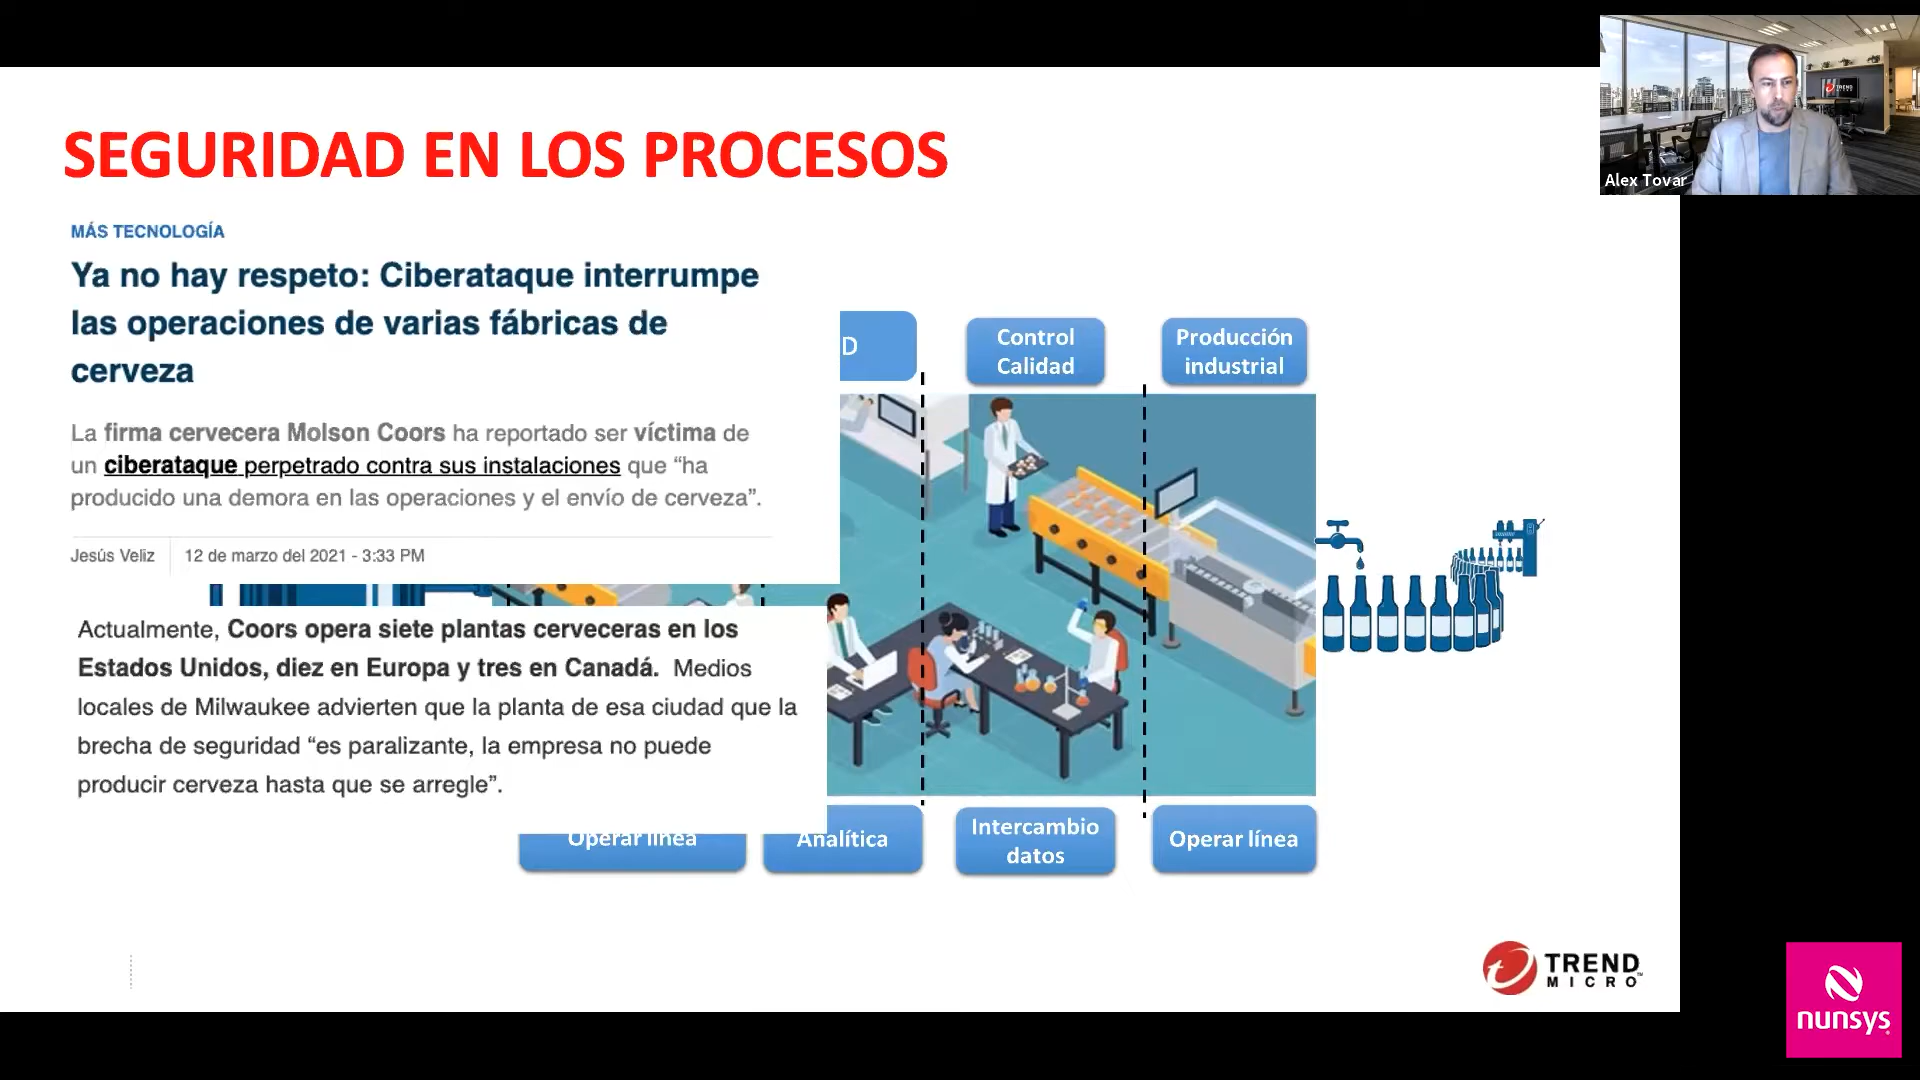 SEGURIDAD EN LOS PROCESOS
MÁS TECNOLOGÍA
Ya no hay respeto: Ciberataque interrumpe
las operaciones de varias fábricas de
cerveza
La firma cervecera Molson Coors ha reportado ser víctima de
un ciberataque perpetrado contra sus instalaciones que “ha
producido una demora en las operaciones y el envío de cerveza”.
Jesús Veliz
12 de marzo del 2021 - 3:33 PM
Actualmente, Coors opera siete plantas cerveceras en los
Estados Unidos, diez en Europa y tres en Canadá. Medios
locales de Milwaukee advierten que la planta de esa ciudad que la
brecha de seguridad “es paralizante, la empresa no puede
producir cerveza hasta que se arregle”.
D
Control
Calidad
Producción
industrial
Operar línea
Analítica
Intercambio
datos
Operar línea
TREND
MICRO™
Alex Tovar
TREND
nunsys